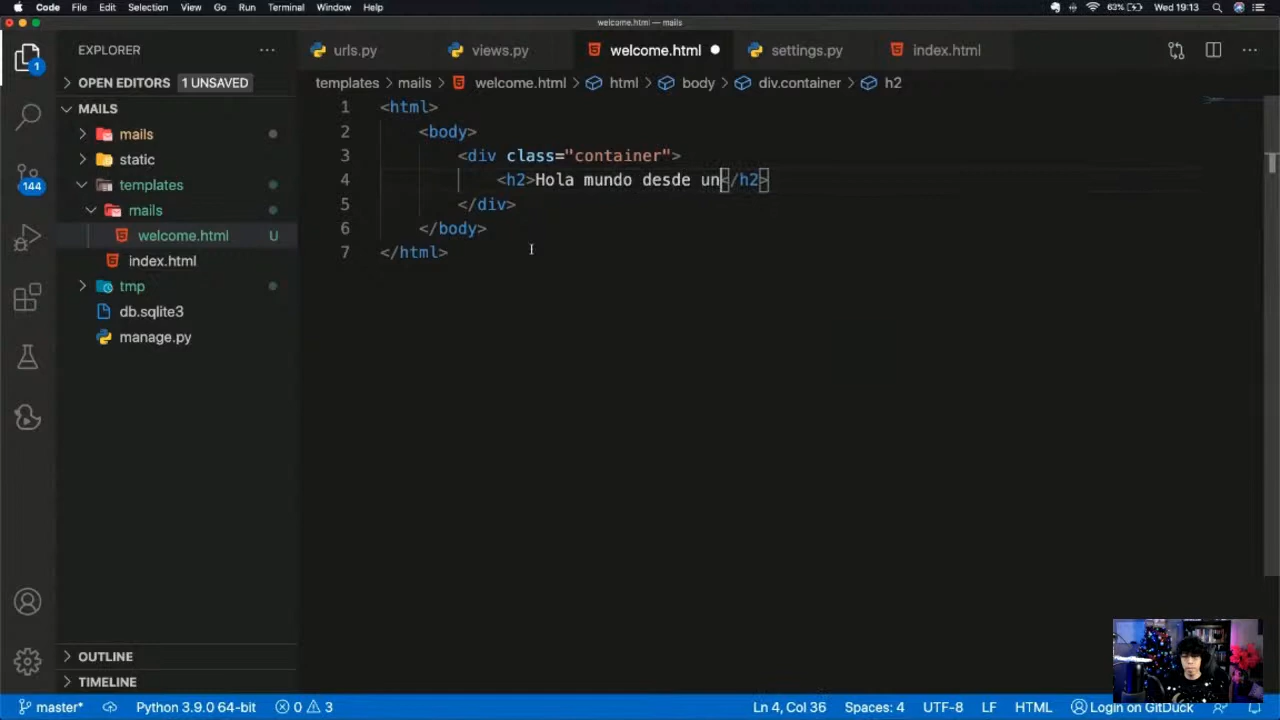 Code File Edit Selection View Go Run Terminal Window Help 63% Wed 19:13
welcome.html — mails
EXPLORER
urls.py views.py welcome.html settings.py index.html
1
OPEN EDITORS 1 UNSAVED
templates > mails > welcome.html > html > body > div.container > h2
MAILS
mails
static
templates
mails
welcome.html U
index.html
tmp
db.sqlite3
manage.py
144
1 <html>
2 <body>
3 <div class="container">
4 <h2>Hola mundo desde un</h2>
5 </div>
6 </body>
7 </html>
OUTLINE
TIMELINE
master* Python 3.9.0 64-bit 0 3 Ln 4, Col 36 Spaces: 4 UTF-8 LF HTML Login on GitDuck